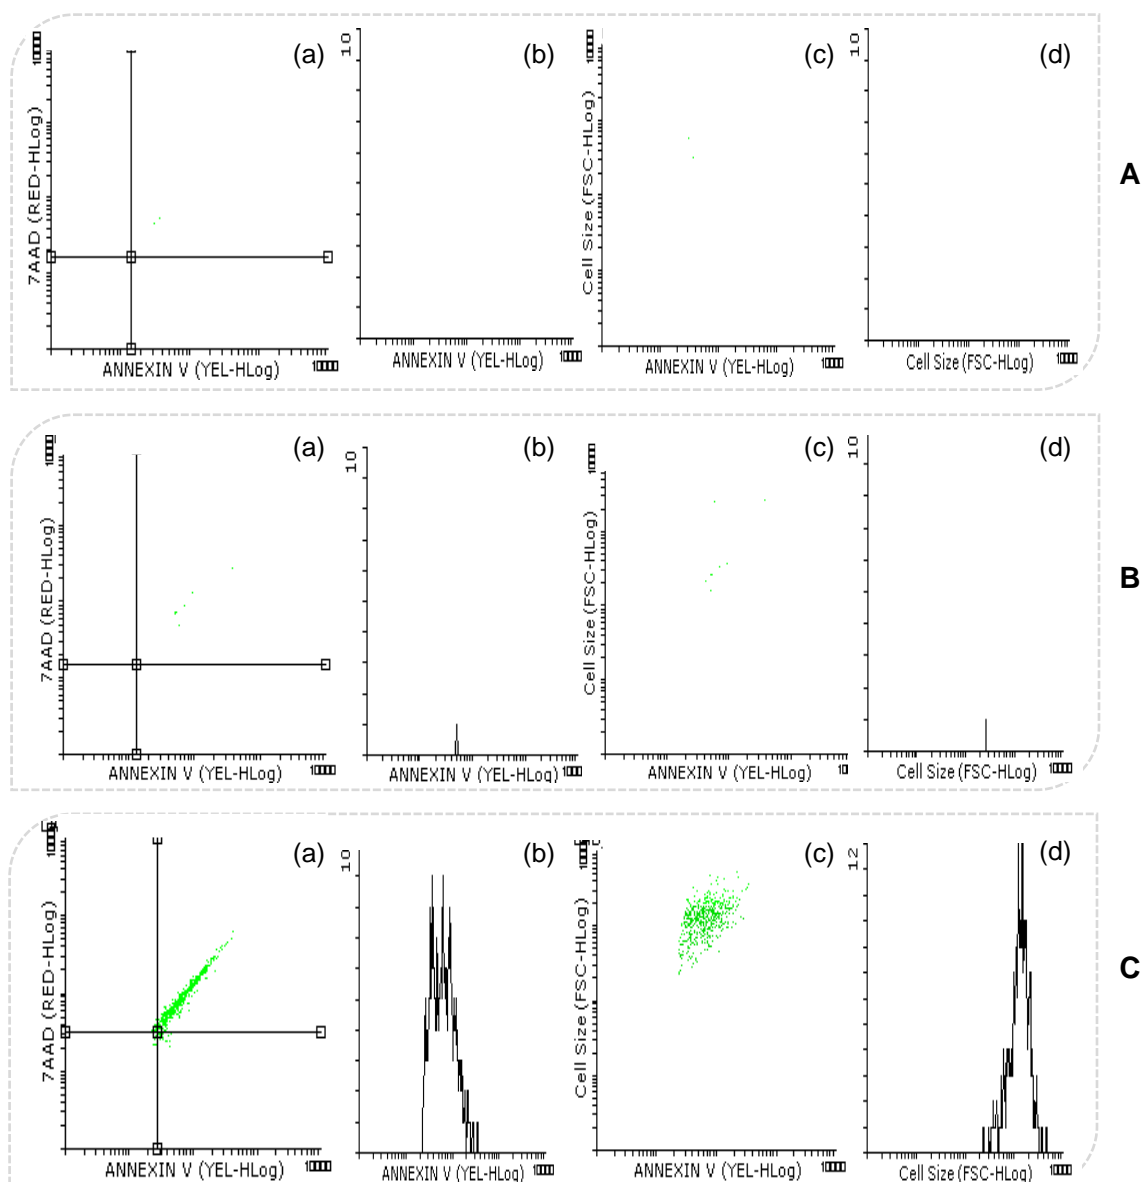 (a)
7AAD (RED-HLog)
ANNEXIN V (YEL-HLog)
(b)
10
ANNEXIN V (YEL-HLog)
(c)
Cell Size (FSC-HLog)
ANNEXIN V (YEL-HLog)
(d)
10
Cell Size (FSC-HLog)
A
(a)
7AAD (RED-HLog)
ANNEXIN V (YEL-HLog)
(b)
10
ANNEXIN V (YEL-HLog)
(c)
Cell Size (FSC-HLog)
ANNEXIN V (YEL-HLog)
(d)
10
Cell Size (FSC-HLog)
B
(a)
7AAD (RED-HLog)
ANNEXIN V (YEL-HLog)
(b)
10
ANNEXIN V (YEL-HLog)
(c)
Cell Size (FSC-HLog)
ANNEXIN V (YEL-HLog)
(d)
12
Cell Size (FSC-HLog)
C